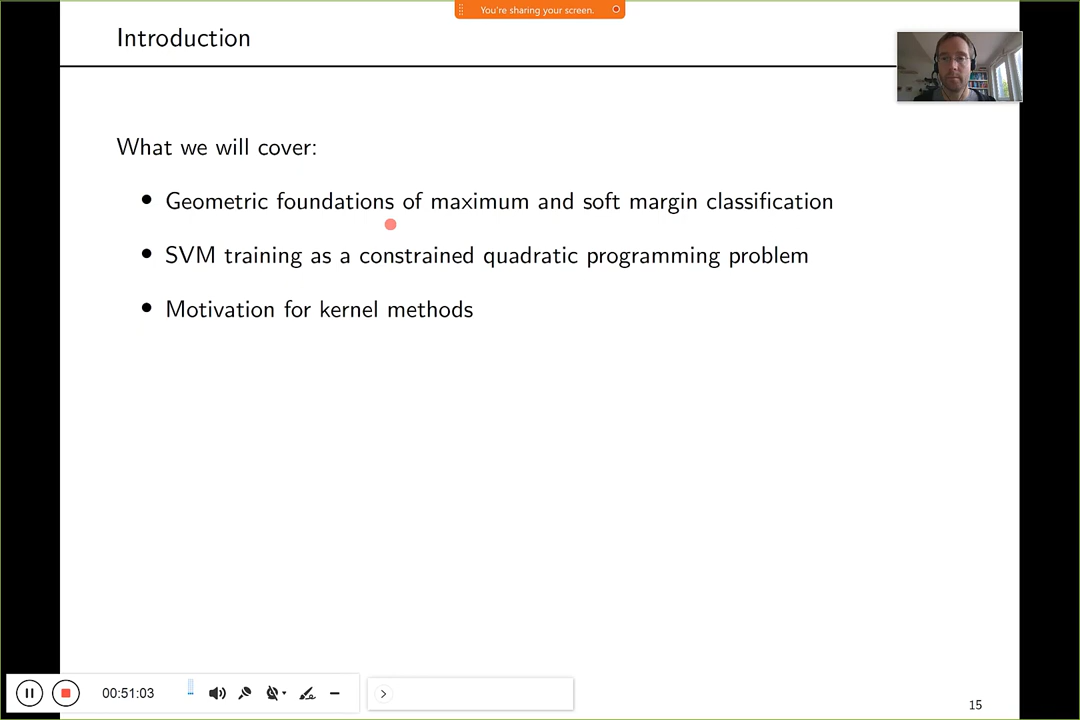 You're sharing your screen.
Introduction
What we will cover:
• Geometric foundations of maximum and soft margin classification
• SVM training as a constrained quadratic programming problem
• Motivation for kernel methods
00:51:03
15